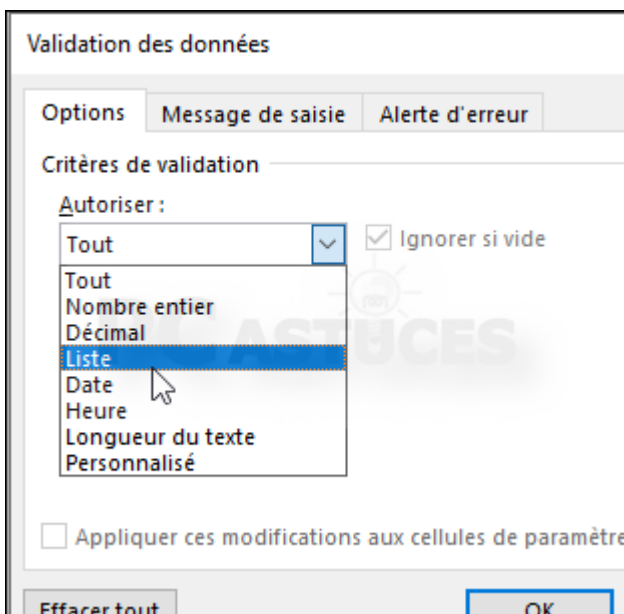 Validation des données
Options Message de saisie Alerte d'erreur
Critères de validation
Autoriser :
Tout Ignorer si vide
Tout
Nombre entier
Décimal
Liste
Date
Heure
Longueur du texte
Personnalisé
ASTUCES
Appliquer ces modifications aux cellules de paramètre
Effacer tout OK